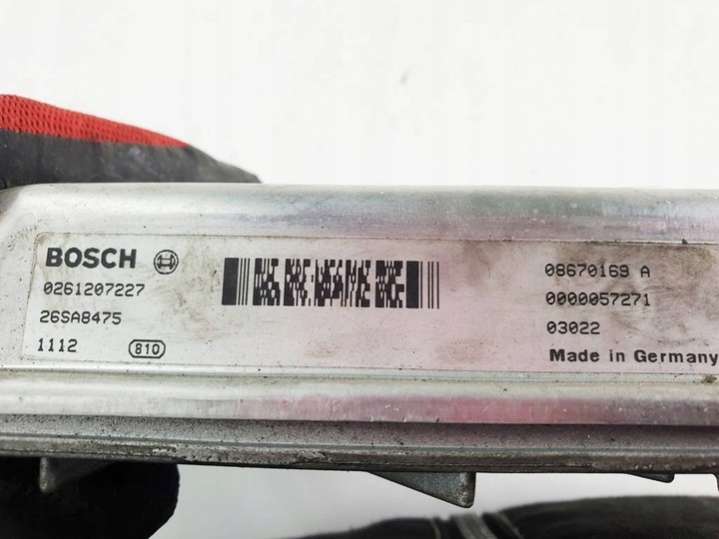 BOSCH
0261207227
26SA8475
1112 810
08670169 A
0000057271
03022
Made in Germany